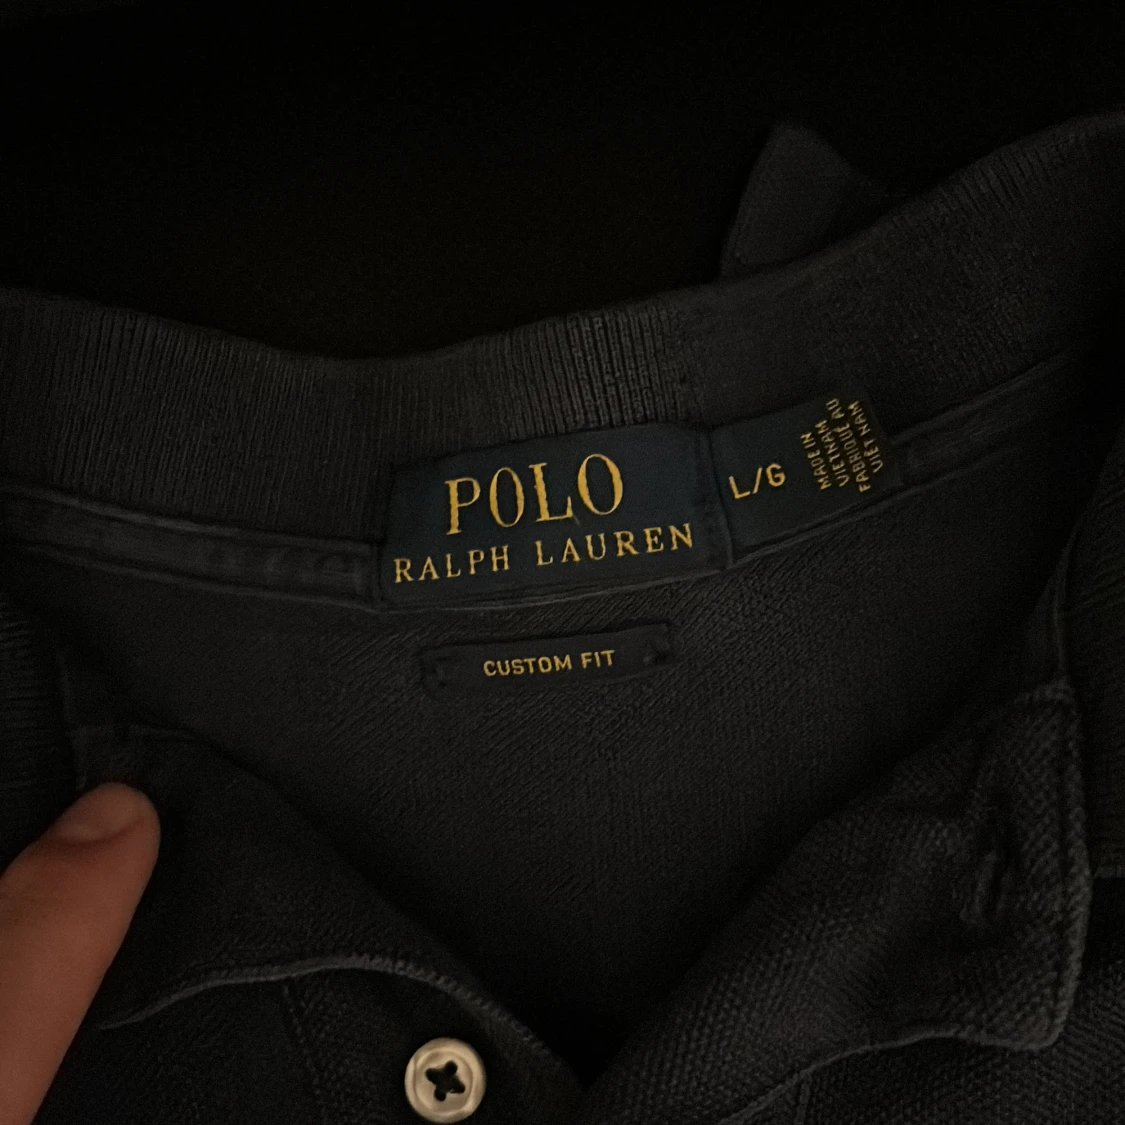 POLO
RALPH LAUREN
L/G
MADE IN
VIETNAM
FABRIQUÉ AU
VIET NAM
CUSTOM FIT